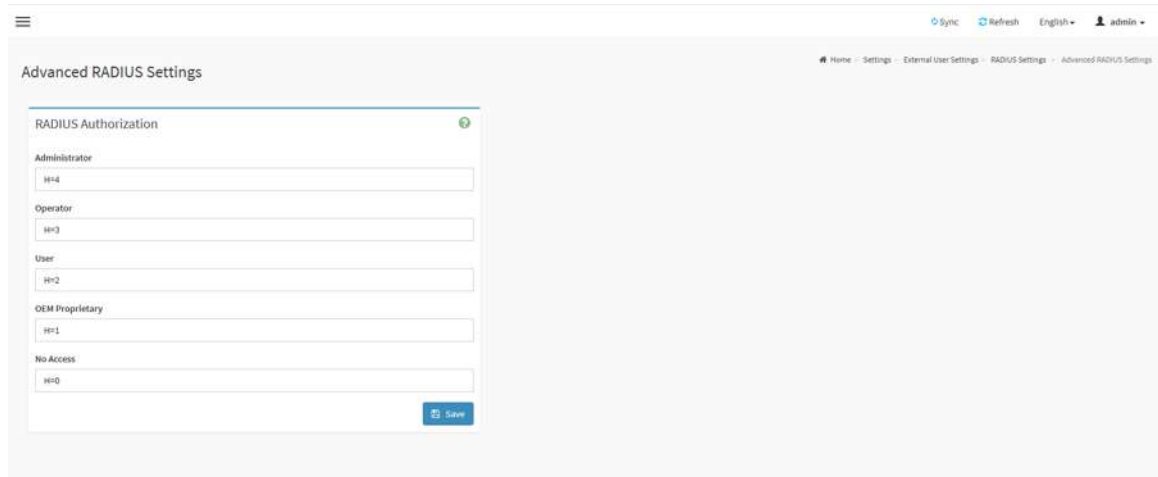 Sync Refresh English admin
Home - Settings - External User Settings - RADIUS Settings - Advanced RADIUS Settings
Advanced RADIUS Settings
RADIUS Authorization
Administrator
H=4
Operator
H=3
User
H=2
OEM Proprietary
H=1
No Access
H=0
Save